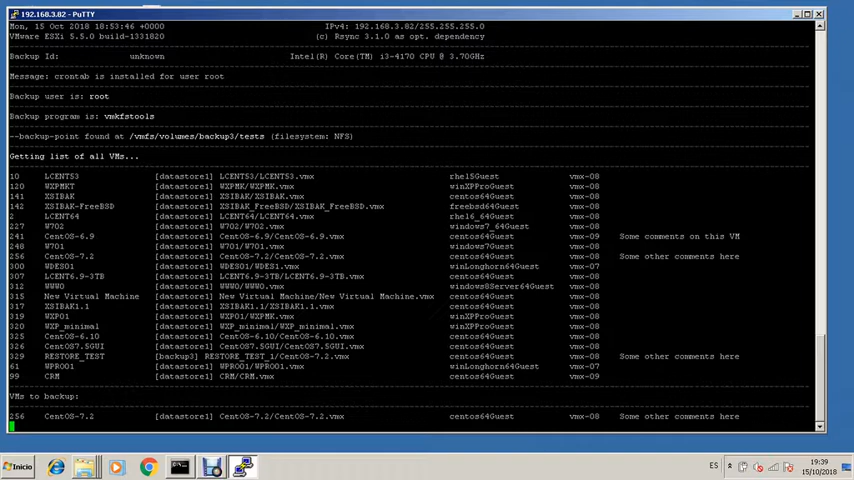 192.168.3.82 - PuTTY
Mon, 15 Oct 2018 18:53:46 +0000 IPv4: 192.168.3.82/255.255.255.0
VMware ESXi 5.5.0 build-1331820 (c) Rsync 3.1.0 as opt. dependency
Backup Id: unknown Intel(R) Core(TM) i3-4170 CPU @ 3.70GHz
Message: crontab is installed for user root
Backup user is: root
Backup program is: vmkfstools
--backup-point found at /vmfs/volumes/backup3/tests (filesystem: NFS)
Getting list of all VMs...
10 LCENT53 [datastore1] LCENT53/LCENT53.vmx rhel5Guest vmx-08
120 WXPMKT [datastore1] WXPMK/WXPMK.vmx winXPProGuest vmx-08
141 XSIBAK [datastore1] XSIBAK/XSIBAK.vmx centos64Guest vmx-08
142 XSIBAK-FreeBSD [datastore1] XSIBAK_FreeBSD/XSIBAK_FreeBSD.vmx freebsd64Guest vmx-08
2 LCENT64 [datastore1] LCENT64/LCENT64.vmx rhel6_64Guest vmx-08
227 W702 [datastore1] W702/W702.vmx windows7_64Guest vmx-08
241 CentOS-6.9 [datastore1] CentOS-6.9/CentOS-6.9.vmx centos64Guest vmx-09 Some comments on this VM
248 W701 [datastore1] W701/W701.vmx windows7Guest vmx-08
256 CentOS-7.2 [datastore1] CentOS-7.2/CentOS-7.2.vmx centos64Guest vmx-08 Some other comments here
300 WDES01 [datastore1] WDES01/WDES1.vmx winLonghorn64Guest vmx-07
307 LCENT6.9-3TB [datastore1] LCENT6.9-3TB/LCENT6.9-3TB.vmx centos64Guest vmx-08
312 WWW0 [datastore1] WWW0/WWW0.vmx windows8Server64Guest vmx-08
315 New Virtual Machine [datastore1] New Virtual Machine/New Virtual Machine.vmx centos64Guest vmx-08
317 XSIBAK1.1 [datastore1] XSIBAK1.1/XSIBAK1.1.vmx centos64Guest vmx-08
319 WXPO1 [datastore1] WXPO1/WXPMK.vmx winXPProGuest vmx-08
320 WXP_minimal [datastore1] WXP_minimal/WXP_minimal.vmx winXPProGuest vmx-08
325 CentOS-6.10 [datastore1] CentOS-6.10/CentOS-6.10.vmx centos64Guest vmx-08
326 CentOS7.5GUI [datastore1] CentOS7.5GUI/CentOS7.5GUI.vmx centos64Guest vmx-08
329 RESTORE_TEST [backup3] RESTORE_TEST_1/CentOS-7.2.vmx centos64Guest vmx-08 Some other comments here
61 WPRO01 [datastore1] WPRO01/WPRO01.vmx winLonghorn64Guest vmx-07
99 CRM [datastore1] CRM/CRM.vmx centos64Guest vmx-09
VMs to backup:
256 CentOS-7.2 [datastore1] CentOS-7.2/CentOS-7.2.vmx centos64Guest vmx-08 Some other comments here
Inicio ES 19:39
15/10/2018